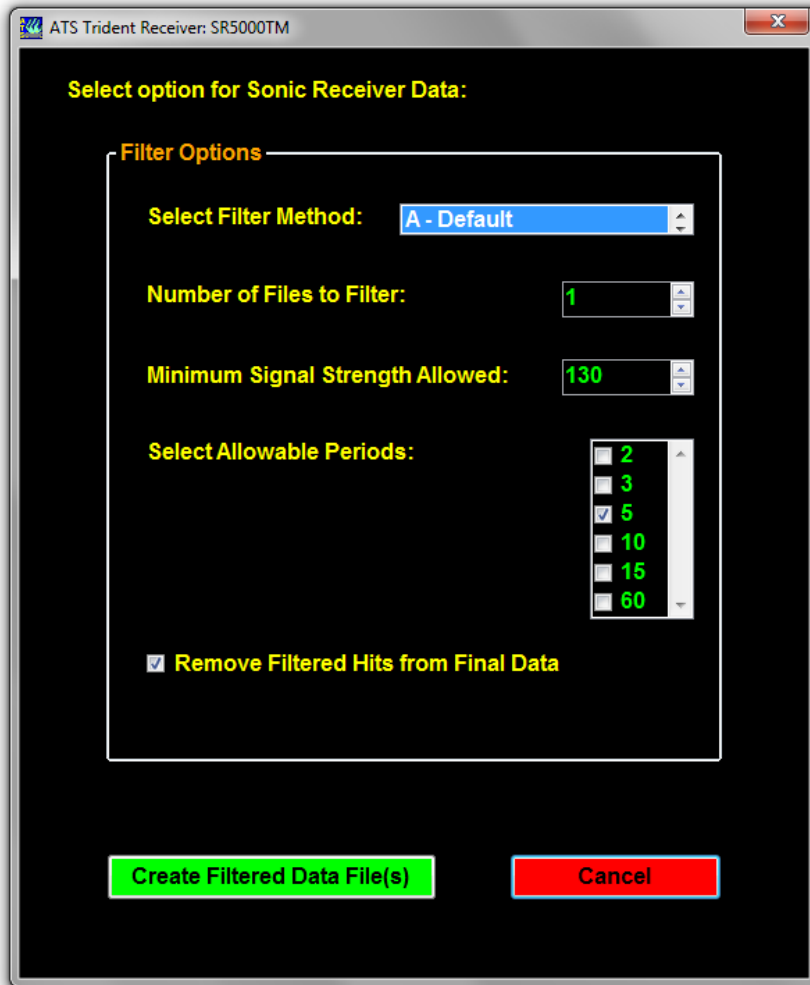 ATS Trident Receiver: SR5000TM
Select option for Sonic Receiver Data:
Filter Options
Select Filter Method: A - Default
Number of Files to Filter: 1
Minimum Signal Strength Allowed: 130
Select Allowable Periods: 2
3
5
10
15
60
Remove Filtered Hits from Final Data
Create Filtered Data File(s) Cancel